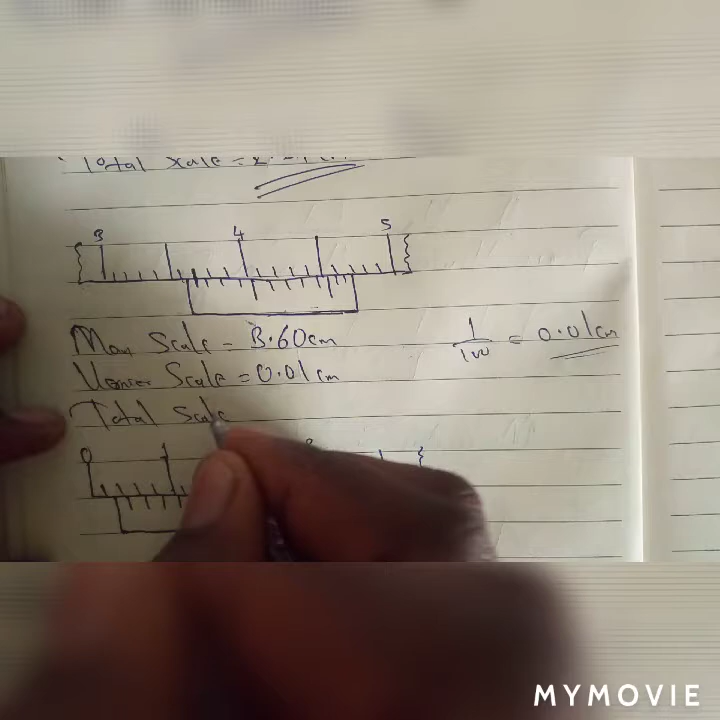 Total Scale =
3 4 5
Main Scale = 3.60cm
1/100 = 0.01cm
Vernier Scale = 0.01cm
Total Scale
0 1
MYMOVIE